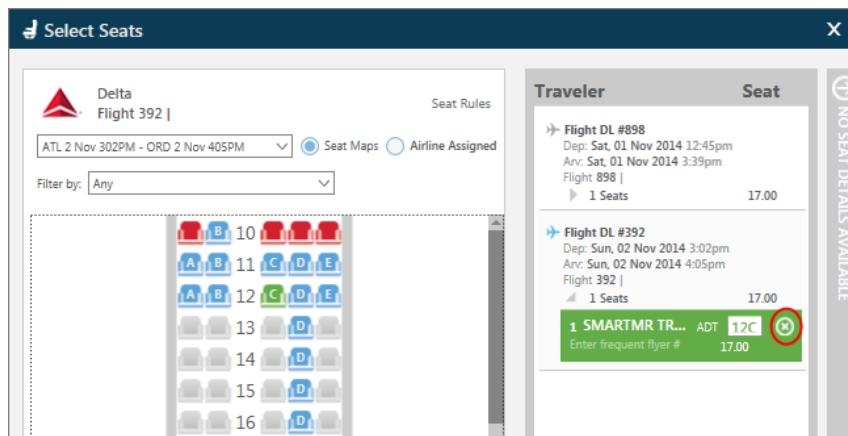 Select Seats X
Delta
Flight 392 |
Seat Rules
ATL 2 Nov 302PM - ORD 2 Nov 405PM Seat Maps Airline Assigned
Filter by: Any
B 10
A B 11 C D E
A B 12 C D E
13 D
14 D
15 D
16 D
Traveler Seat
Flight DL #898
Dep: Sat, 01 Nov 2014 12:45pm
Arv: Sat, 01 Nov 2014 3:39pm
Flight 898 |
1 Seats 17.00
Flight DL #392
Dep: Sun, 02 Nov 2014 3:02pm
Arv: Sun, 02 Nov 2014 4:05pm
Flight 392 |
1 Seats 17.00
1 SMARTMR TR... ADT 12C
Enter frequent flyer # 17.00
NO SEAT DETAILS AVAILABLE